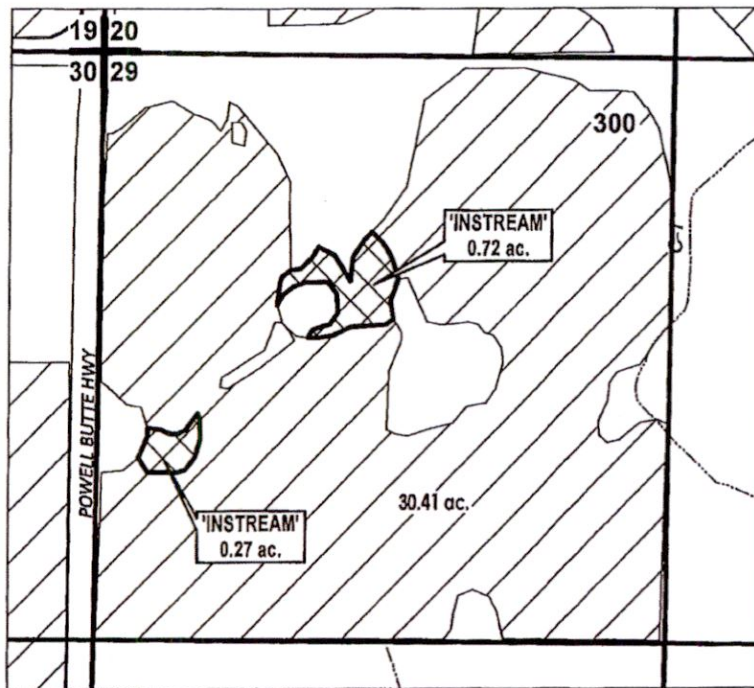 19 20
30 29
300
'INSTREAM'
0.72 ac.
POWELL BUTTE HWY
30.41 ac.
'INSTREAM'
0.27 ac.